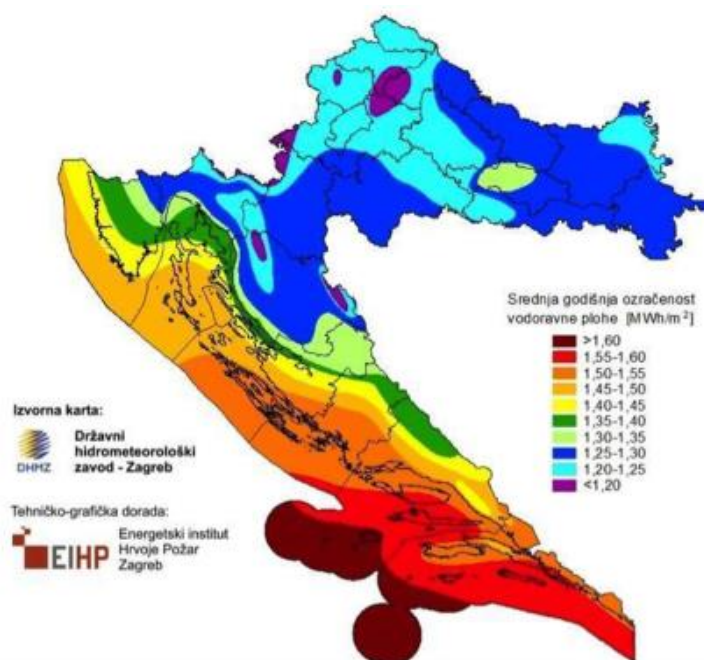 Srednja godišnja ozračenost
vodoravne plohe [MWh/m²]
>1,60
1,55-1,60
1,50-1,55
1,45-1,50
1,40-1,45
1,35-1,40
1,30-1,35
1,25-1,30
1,20-1,25
<1,20
Izvorna karta:
DHMZ
Državni
hidrometeorološki
zavod - Zagreb
Tehničko-grafička dorada:
EIHP
Energetski institut
Hrvoje Požar
Zagreb